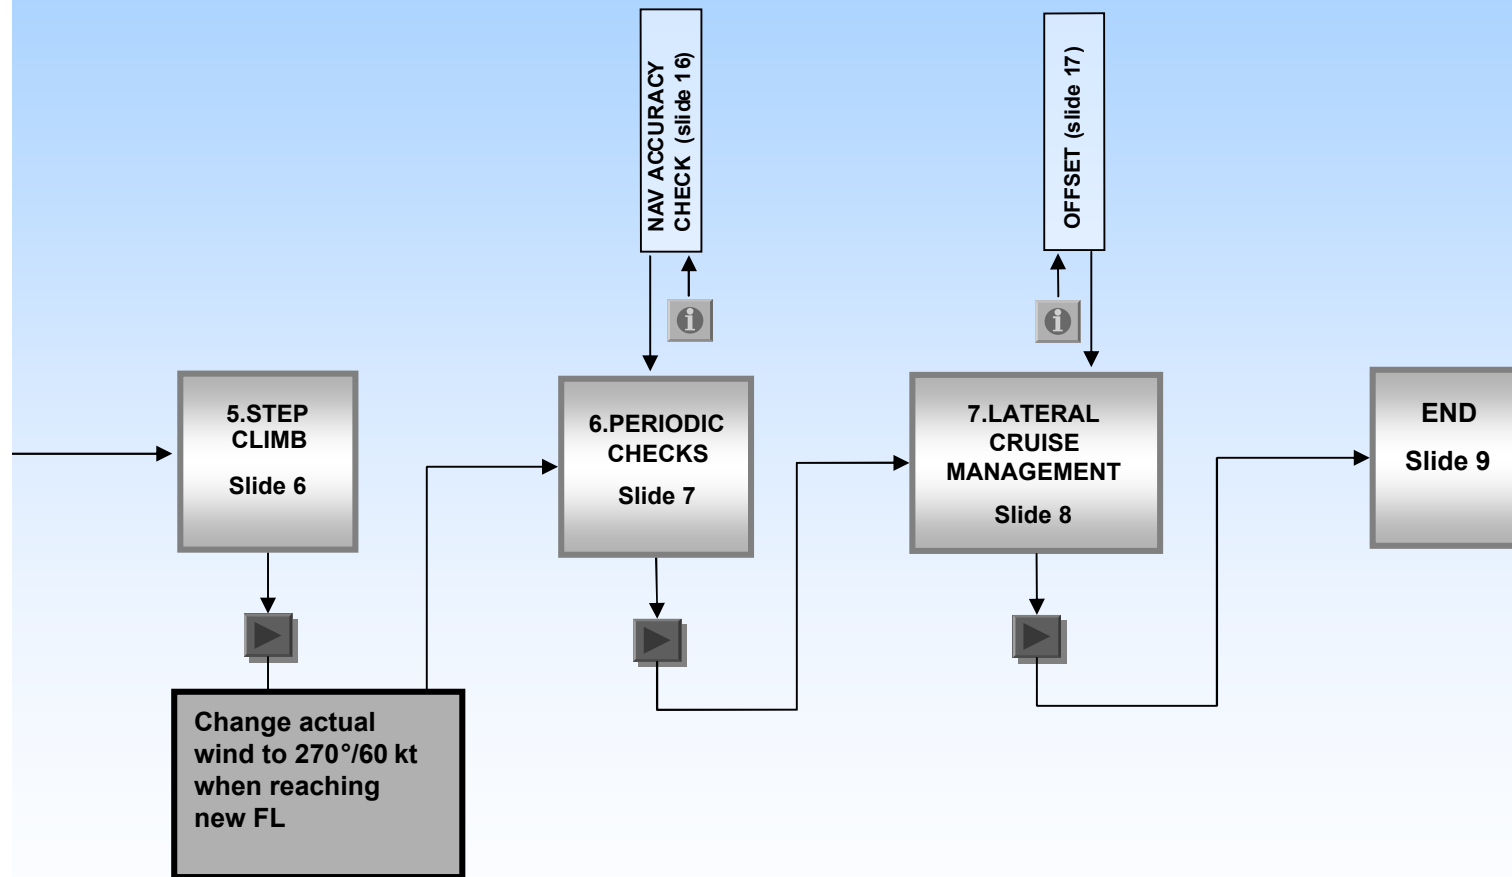 NAV ACCURACY
CHECK (slide 16)
OFFSET (slide 17)
5.STEP
CLIMB
Slide 6
6.PERIODIC
CHECKS
Slide 7
7.LATERAL
CRUISE
MANAGEMENT
Slide 8
END
Slide 9
Change actual
wind to 270°/60 kt
when reaching
new FL